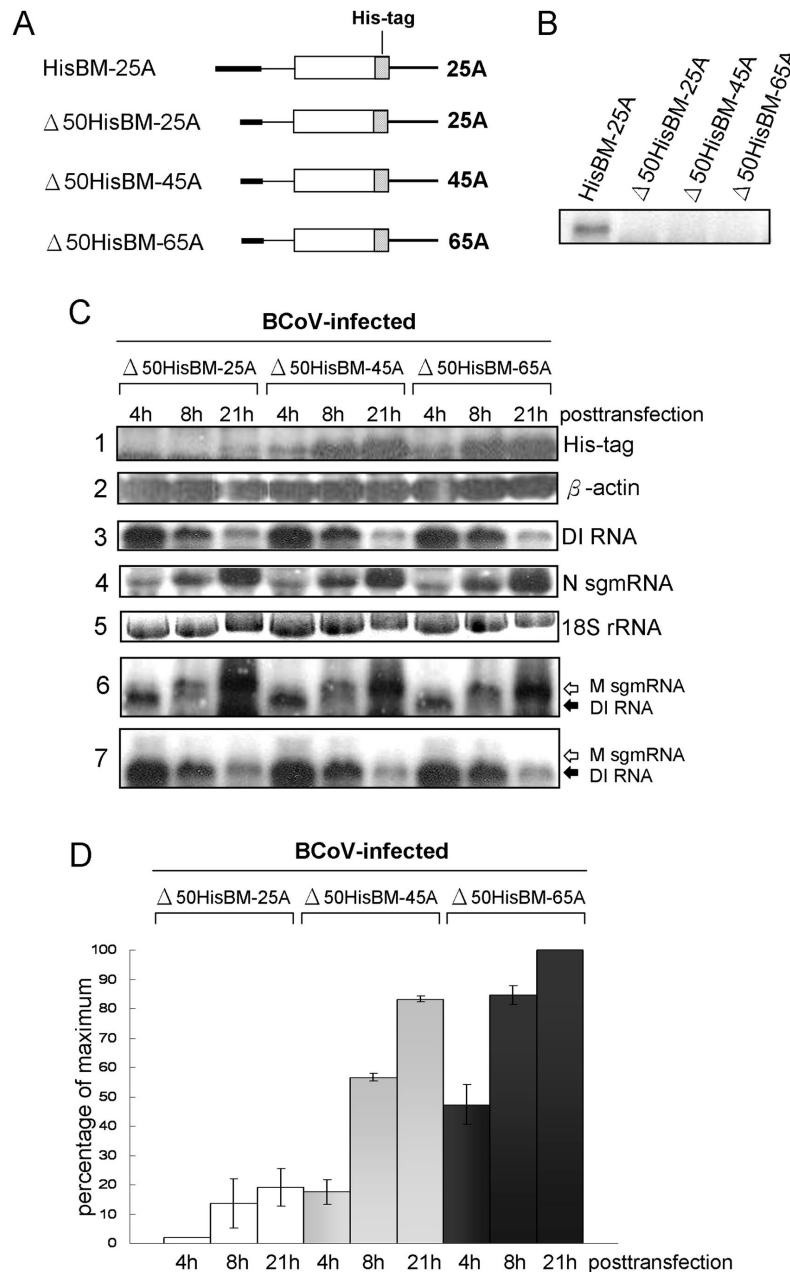 A
His-tag
HisBM-25A
25A
Δ50HisBM-25A
25A
Δ50HisBM-45A
45A
Δ50HisBM-65A
65A
B
HisBM-25A
Δ50HisBM-25A
Δ50HisBM-45A
Δ50HisBM-65A
C
BCoV-infected
Δ50HisBM-25A Δ50HisBM-45A Δ50HisBM-65A
4h 8h 21h 4h 8h 21h 4h 8h 21h posttransfection
1 His-tag
2 β-actin
3 DI RNA
4 N sgmRNA
5 18S rRNA
6 M sgmRNA
DI RNA
7 M sgmRNA
DI RNA
D
BCoV-infected
Δ50HisBM-25A Δ50HisBM-45A Δ50HisBM-65A
percentage of maximum
100
90
80
70
60
50
40
30
20
10
0
4h 8h 21h 4h 8h 21h 4h 8h 21h posttransfection